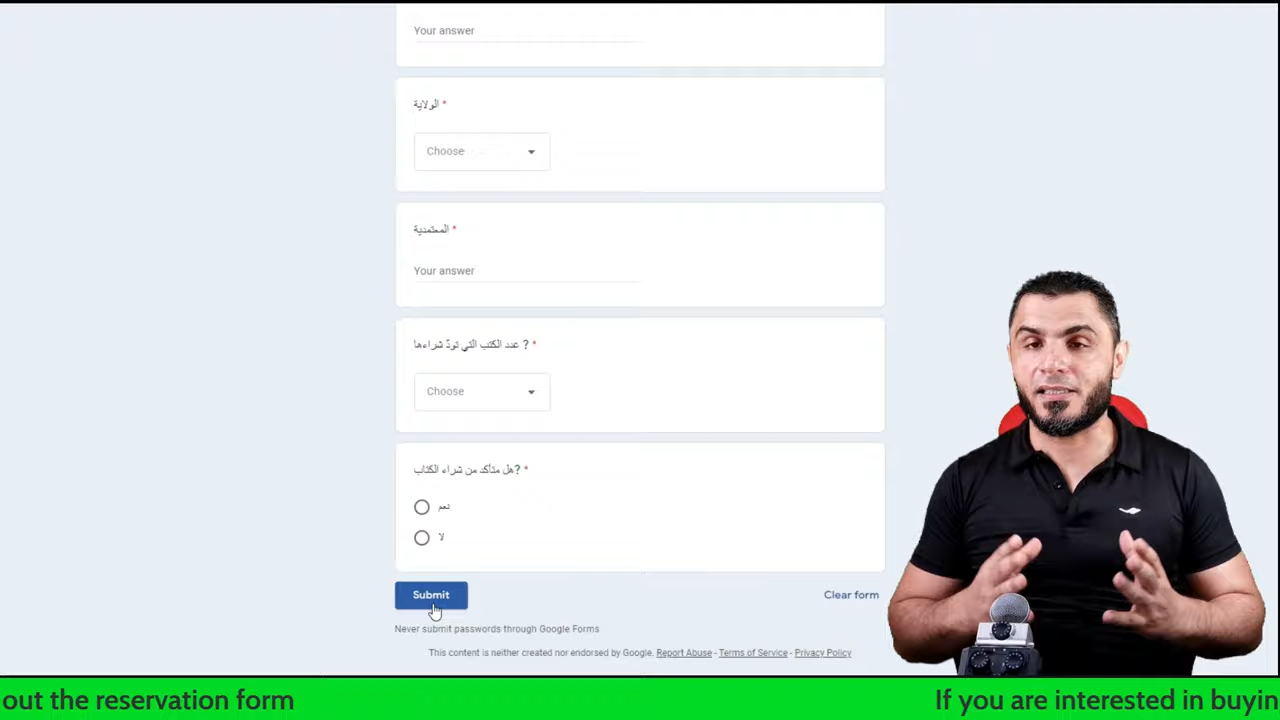 Your answer
الولاية *
Choose
المعتمدية *
Your answer
عدد الكتب التي تودّ شراءها ? *
Choose
هل متأكد من شراء الكتاب? *
نعم
لا
Submit
Clear form
Never submit passwords through Google Forms
This content is neither created nor endorsed by Google. Report Abuse - Terms of Service - Privacy Policy
out the reservation form
If you are interested in buyin